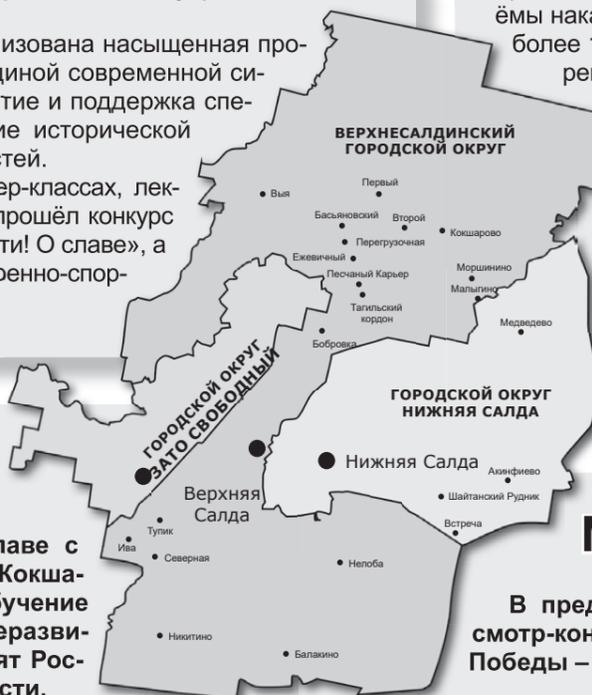 изована насыщенная про-
диной современной си-
тие и поддержка спе-
ие исторической
стей.
ер-классах, лек-
прошёл конкурс
ти! О славе», а
оенно-спор-
ёмы нака
более
ре
ВЕРХНЕСАЛДИНСКИЙ
ГОРОДСКОЙ ОКРУГ
Выя
Первый
Басьяновский
Второй
Кокшарово
Перегрузочная
Ежевичный
Песчаный Карьер
Моршинино
Малыгино
Тагильский
кордон
Медведево
Бобровка
ГОРОДСКОЙ ОКРУГ
ЗАТО СВОБОДНЫЙ
ГОРОДСКОЙ ОКРУГ
НИЖНЯЯ САЛДА
Нижняя Салда
Акинфиево
Шайтанский Рудник
Верхняя
Салда
Встреча
Тупик
Ива
Северная
Нелоба
Никитино
Балакино
лаве с
Кокша-
бучение
еразви-
ят Рос-
сти.
В пред
смотр-кон
Победы –